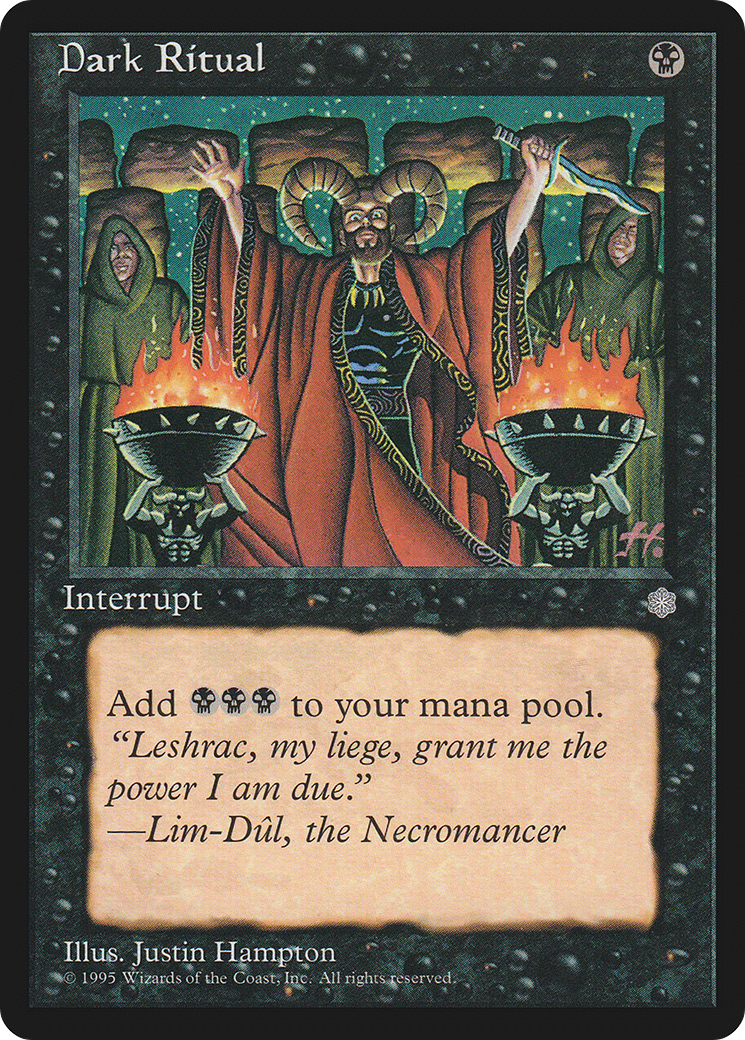 Dark Ritual
Interrupt
Add to your mana pool.
“Leshrac, my liege, grant me the
power I am due.”
—Lim-Dûl, the Necromancer
Illus. Justin Hampton
© 1995 Wizards of the Coast, Inc. All rights reserved.